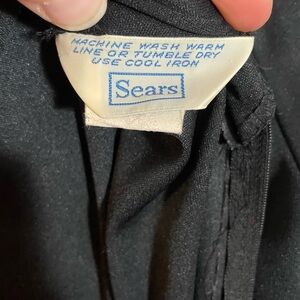 MACHINE WASH WARM
LINE OR TUMBLE DRY
USE COOL IRON
Sears